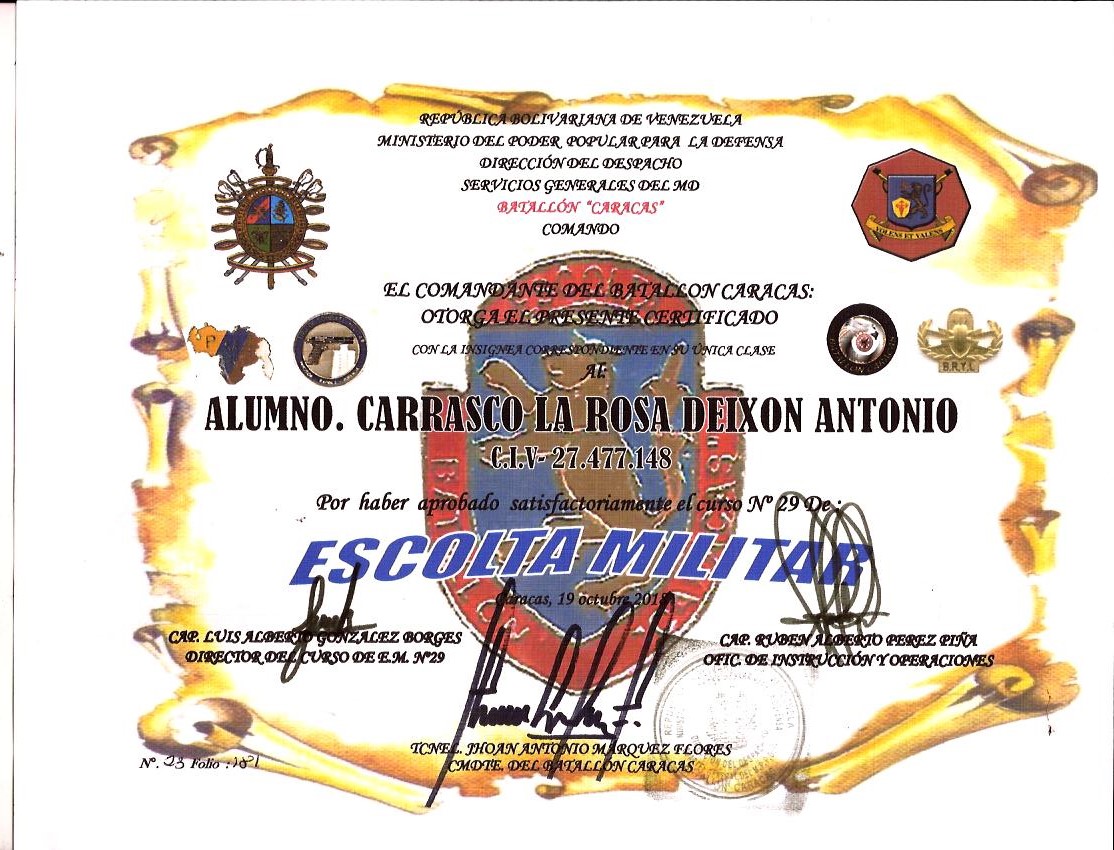 REPÚBLICA BOLIVARIANA DE VENEZUELA
MINISTERIO DEL PODER POPULAR PARA LA DEFENSA
DIRECCIÓN DEL DESPACHO
SERVICIOS GENERALES DEL MD
BATALLÓN "CARACAS"
COMANDO
VOLENS ET VALENS
EL COMANDANTE DEL BATALLON CARACAS:
OTORGA EL PRESENTE CERTIFICADO
CON LA INSIGNEA CORRESPONDIENTE EN SU ÚNICA CLASE
Al:
P M
BATALLON CARACAS
B.R.Y.L
ALUMNO. CARRASCO LA ROSA DEIXON ANTONIO
C.I.V- 27.477.148
Por haber aprobado satisfactoriamente el curso Nº 29 De :
ESCOLTA MILITAR
Caracas, 19 octubre 2018
CAP. LUIS ALBERTO GONZALEZ BORGES
DIRECTOR DEL CURSO DE E.M. Nº29
CAP. RUBEN ALBERTO PEREZ PIÑA
OFIC. DE INSTRUCCIÓN Y OPERACIONES
TCNEL. JHOAN ANTONIO MARQUEZ FLORES
CMDTE. DEL BATALLÓN CARACAS
Nº. 23 Folio :